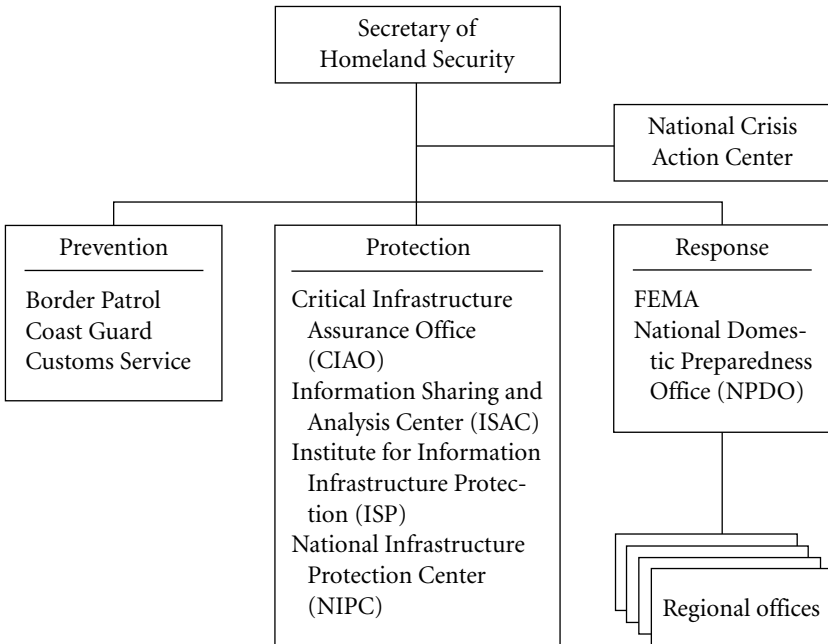 Secretary of
Homeland Security
National Crisis
Action Center
Prevention
Border Patrol
Coast Guard
Customs Service
Protection
Critical Infrastructure
Assurance Office
(CIAO)
Information Sharing and
Analysis Center (ISAC)
Institute for Information
Infrastructure Protec-
tion (ISP)
National Infrastructure
Protection Center
(NIPC)
Response
FEMA
National Domes-
tic Preparedness
Office (NPDO)
Regional offices